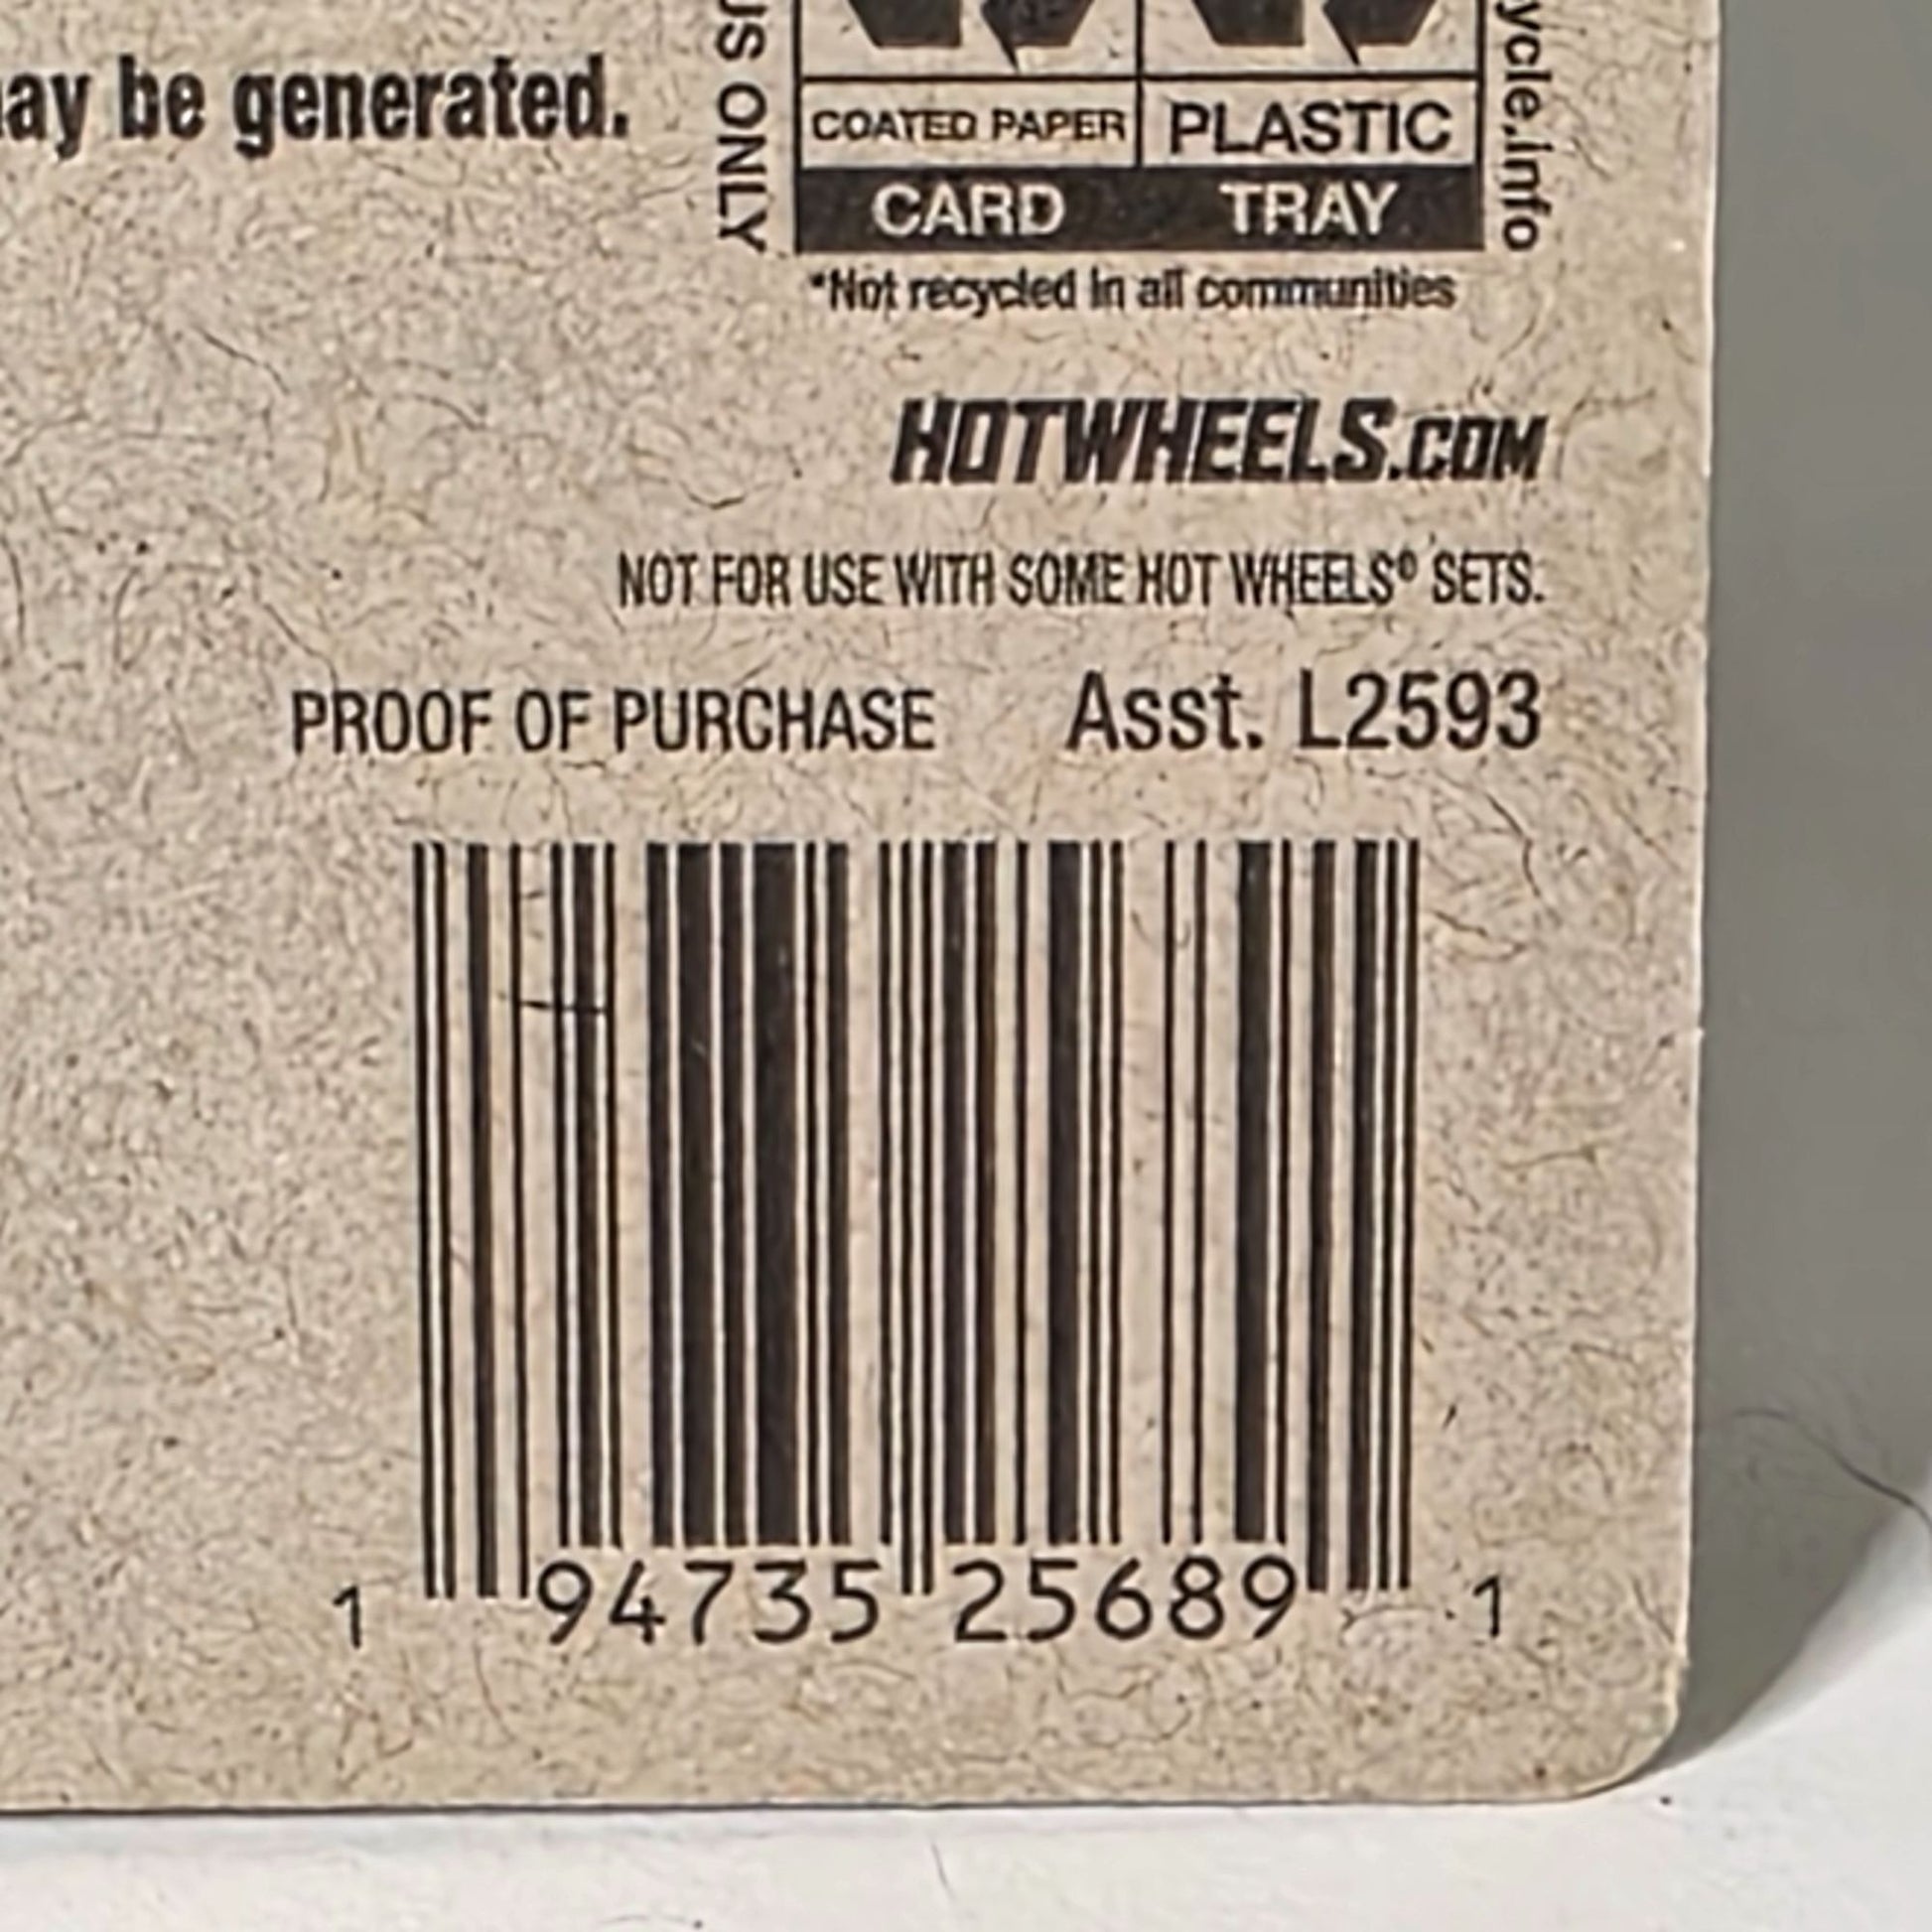 may be generated.
US ONLY
COATED PAPER
PLASTIC
CARD
TRAY
*Not recycled in all communities
ycle.info
HOTWHEELS.COM
NOT FOR USE WITH SOME HOT WHEELS® SETS.
PROOF OF PURCHASE Asst. L2593
1 94735 25689 1